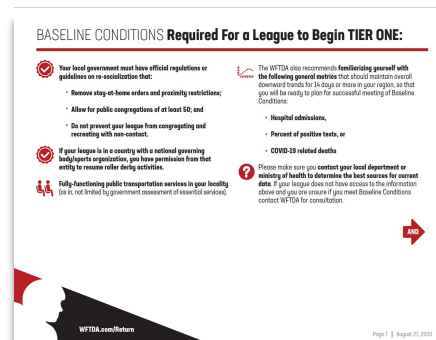 BASELINE CONDITIONS Required For a League to Begin TIER ONE:
Your local government must have official regulations or
guidelines on re-socialization that:
• Remove stay-at-home orders and proximity restrictions;
• Allow for public congregations of at least 50; and
• Do not prevent your league from congregating and
recreating with non-contact.
If your league is in a country with a national governing
body/sports organization, you have permission from that
entity to resume roller derby activities.
Fully-functioning public transportation services in your locality
(as in, not limited by government assessment of essential services).
The WFTDA also recommends familiarizing yourself with
the following general metrics that should maintain overall
downward trends for 14 days or more in your region, so that
you will be ready to plan for successful meeting of Baseline
Conditions:
• Hospital admissions,
• Percent of positive tests, or
• COVID-19 related deaths
?
Please make sure you contact your local department or
ministry of health to determine the best sources for current
data. If your league does not have access to the information
above and you are unsure if you meet Baseline Conditions
contact WFTDA for consultation.
AND
WFTDA.com/Return
Page 7 | August 27, 2020